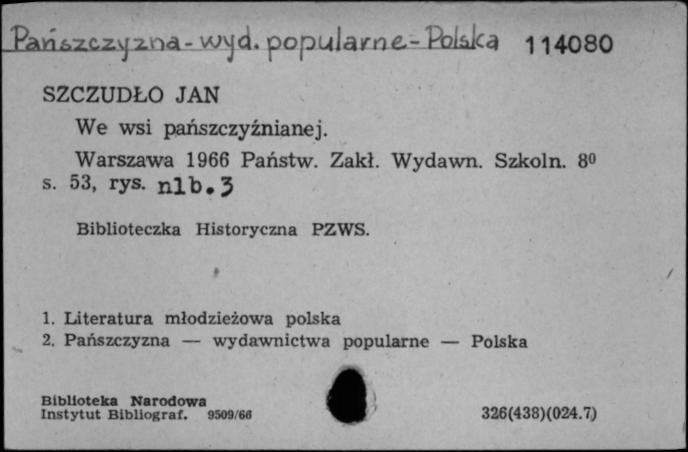 Pańszczyzna - wyd. popularne - Polska 114080
SZCZUDŁO JAN
We wsi pańszczyźnianej.
Warszawa 1966 Państw. Zakł. Wydawn. Szkoln. 8⁰
s. 53, rys. nlb. 3
Biblioteczka Historyczna PZWS.
1. Literatura młodzieżowa polska
2. Pańszczyzna — wydawnictwa popularne — Polska
Biblioteka Narodowa
Instytut Bibliograf. 9509/66
326(438)(024.7)